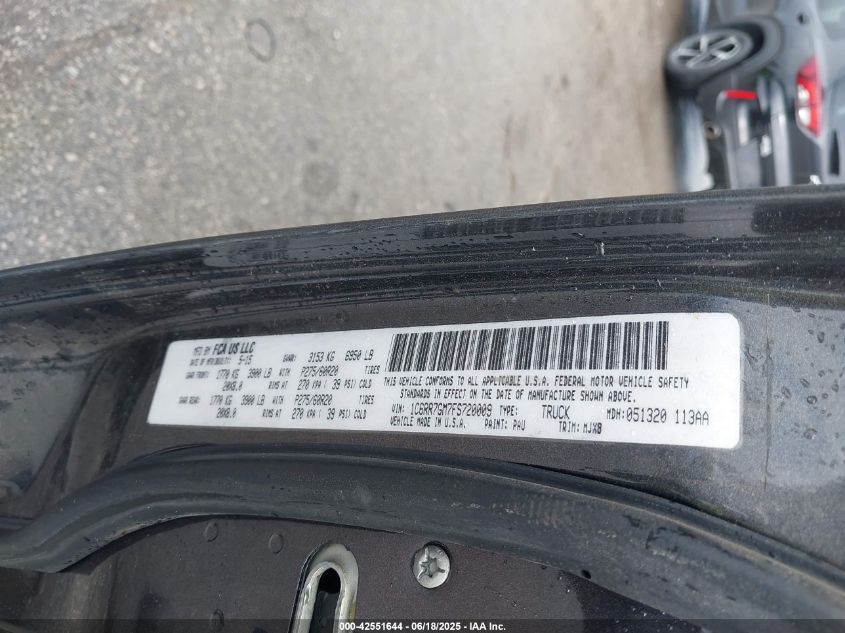 MFD BY FCA US LLC
DATE OF MFR 5-15 GVWR: 3153 KG 6950 LB
GAWR FRONT: 1770 KG 3900 LB WITH P275/60R20 TIRES
20X8.0 RIMS AT 270 KPA ( 39 PSI) COLD
GAWR REAR: 1770 KG 3900 LB WITH P275/60R20 TIRES
20X8.0 RIMS AT 270 KPA ( 39 PSI) COLD
THIS VEHICLE CONFORMS TO ALL APPLICABLE U.S.A. FEDERAL MOTOR VEHICLE SAFETY
STANDARDS IN EFFECT ON THE DATE OF MANUFACTURE SHOWN ABOVE.
VIN: 1C6RR7GM7FS720009 TYPE: TRUCK MDH: 051320 113AA
VEHICLE MADE IN U.S.A. PAINT: PAU TRIM: MJX8
000-42551644 | 06/18/2025 - IAA Inc.